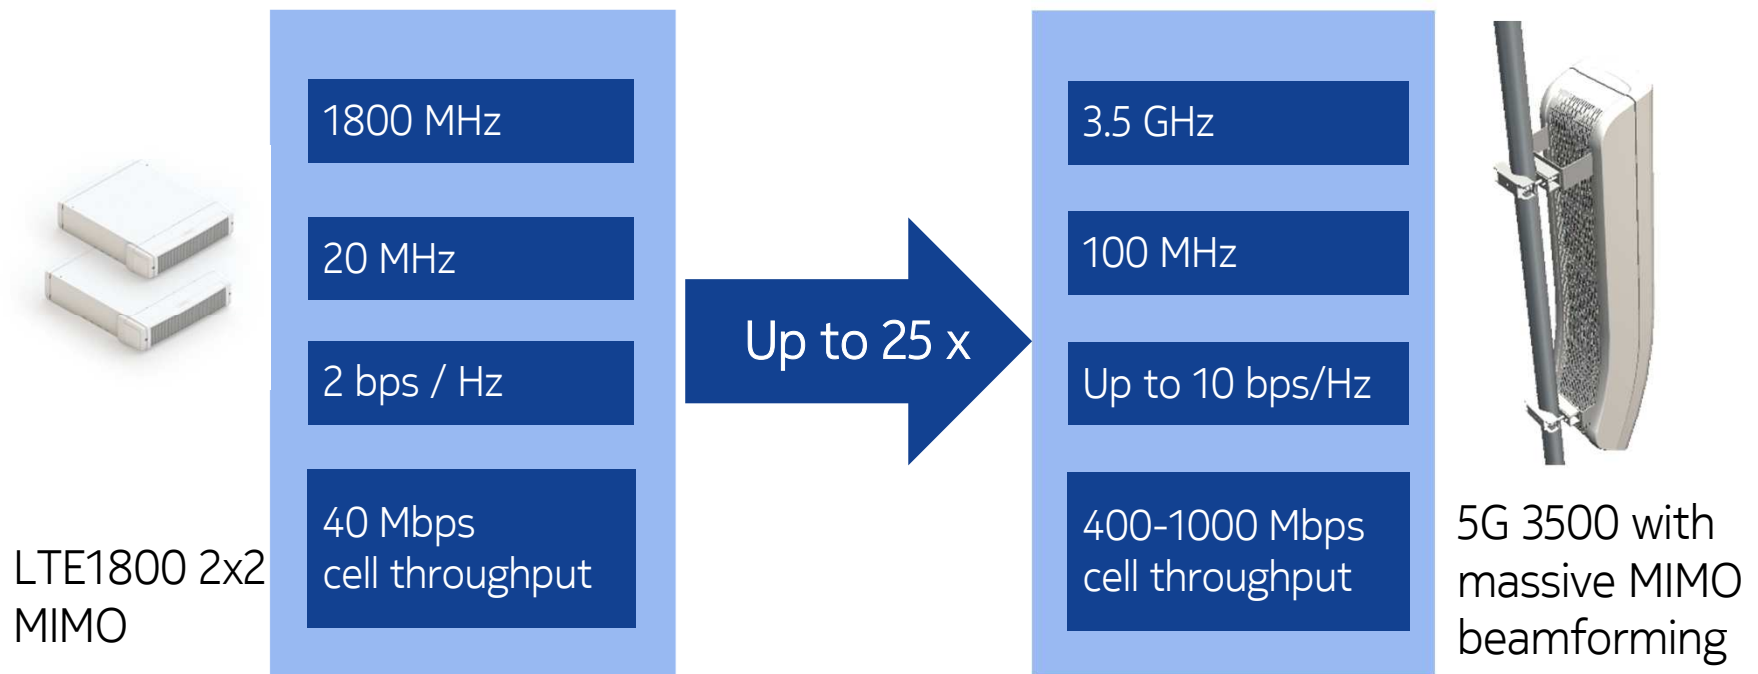 1800 MHz
20 MHz
2 bps / Hz
40 Mbps
cell throughput
LTE1800 2x2
MIMO
Up to 25 x
3.5 GHz
100 MHz
Up to 10 bps/Hz
400-1000 Mbps
cell throughput
5G 3500 with
massive MIMO
beamforming